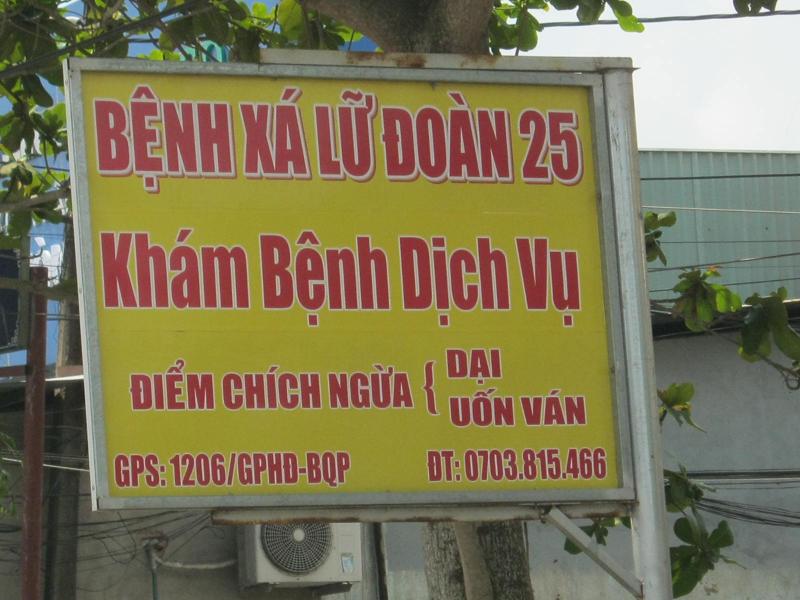 BỆNH XÁ LỮ ĐOÀN 25
Khám Bệnh Dịch Vụ
ĐIỂM CHÍCH NGỪA { DẠI
UỐN VÁN
GPS: 1206/GPHĐ-BQP ĐT: 0703.815.466